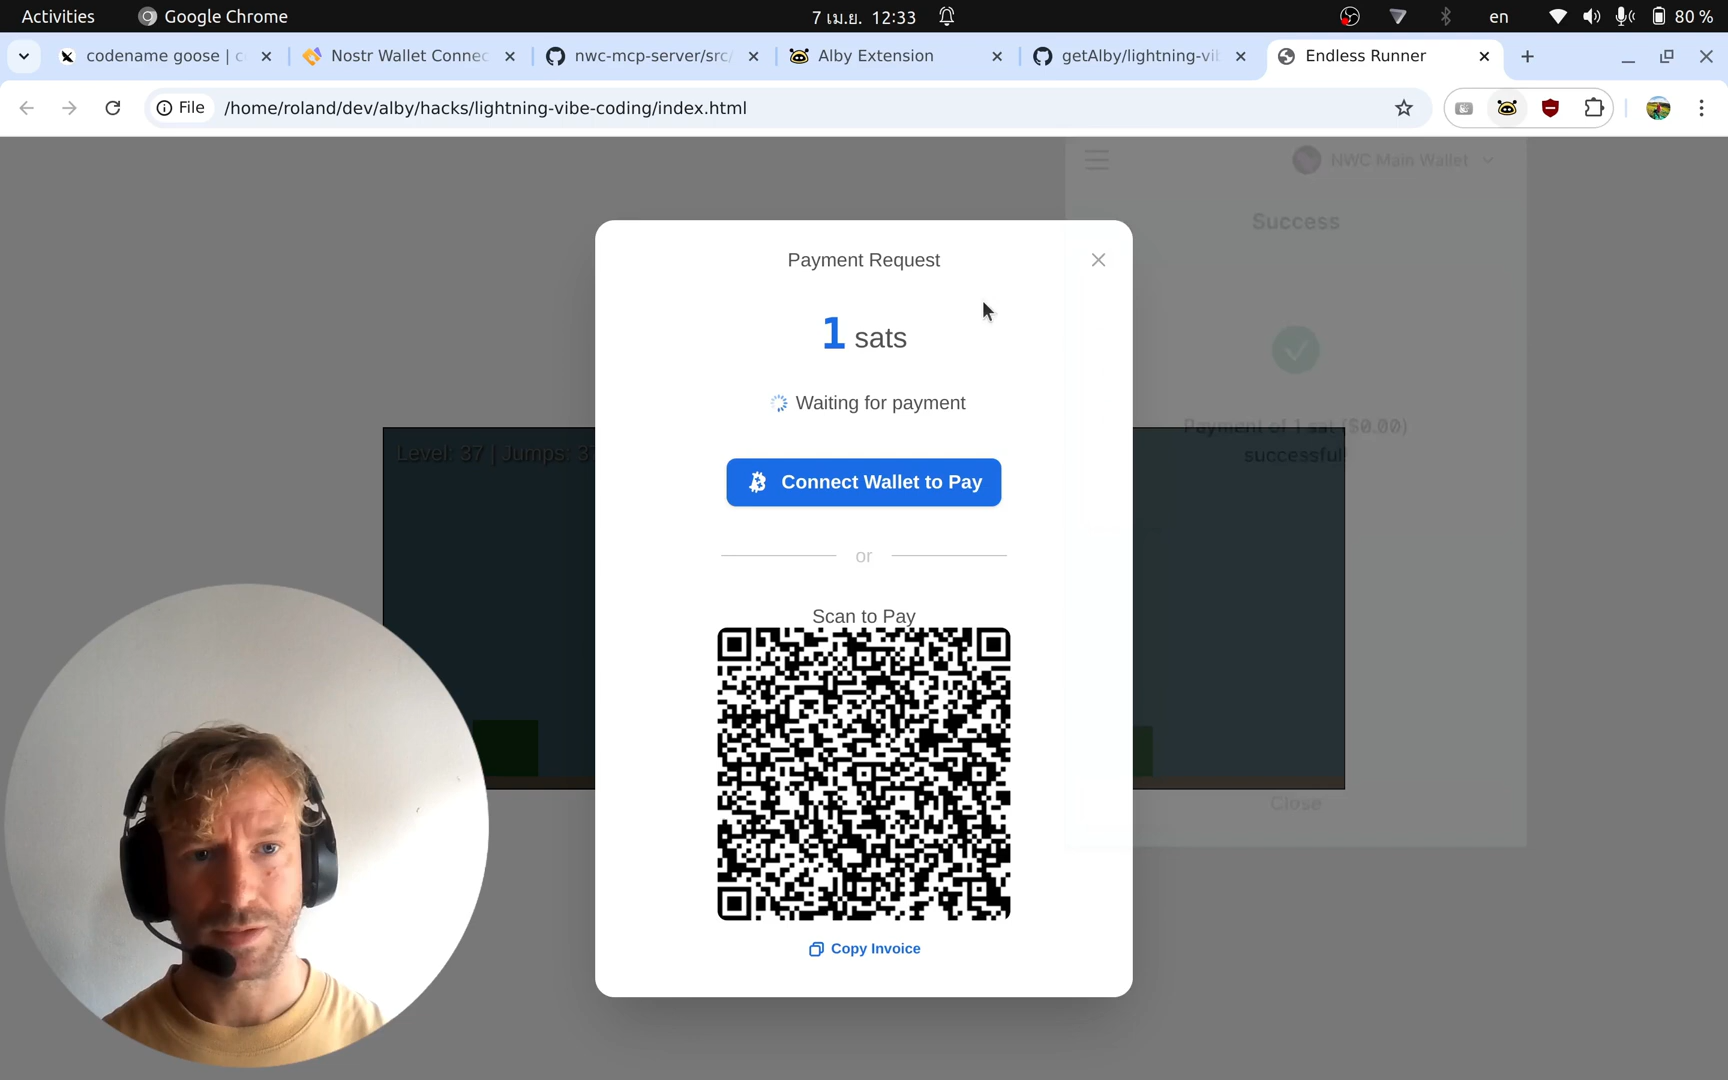 Activities
Google Chrome
7 เม.ย. 12:33
en
80 %
codename goose | c
Nostr Wallet Connec
nwc-mcp-server/src/
Alby Extension
getAlby/lightning-vi
Endless Runner
File
/home/roland/dev/alby/hacks/lightning-vibe-coding/index.html
NWC Main Wallet
Success
Payment Request
1 sats
Waiting for payment
Payment of 1 sat ($0.00)
successful!
Level: 37 | Jumps: 37
Connect Wallet to Pay
or
Scan to Pay
Close
Copy Invoice